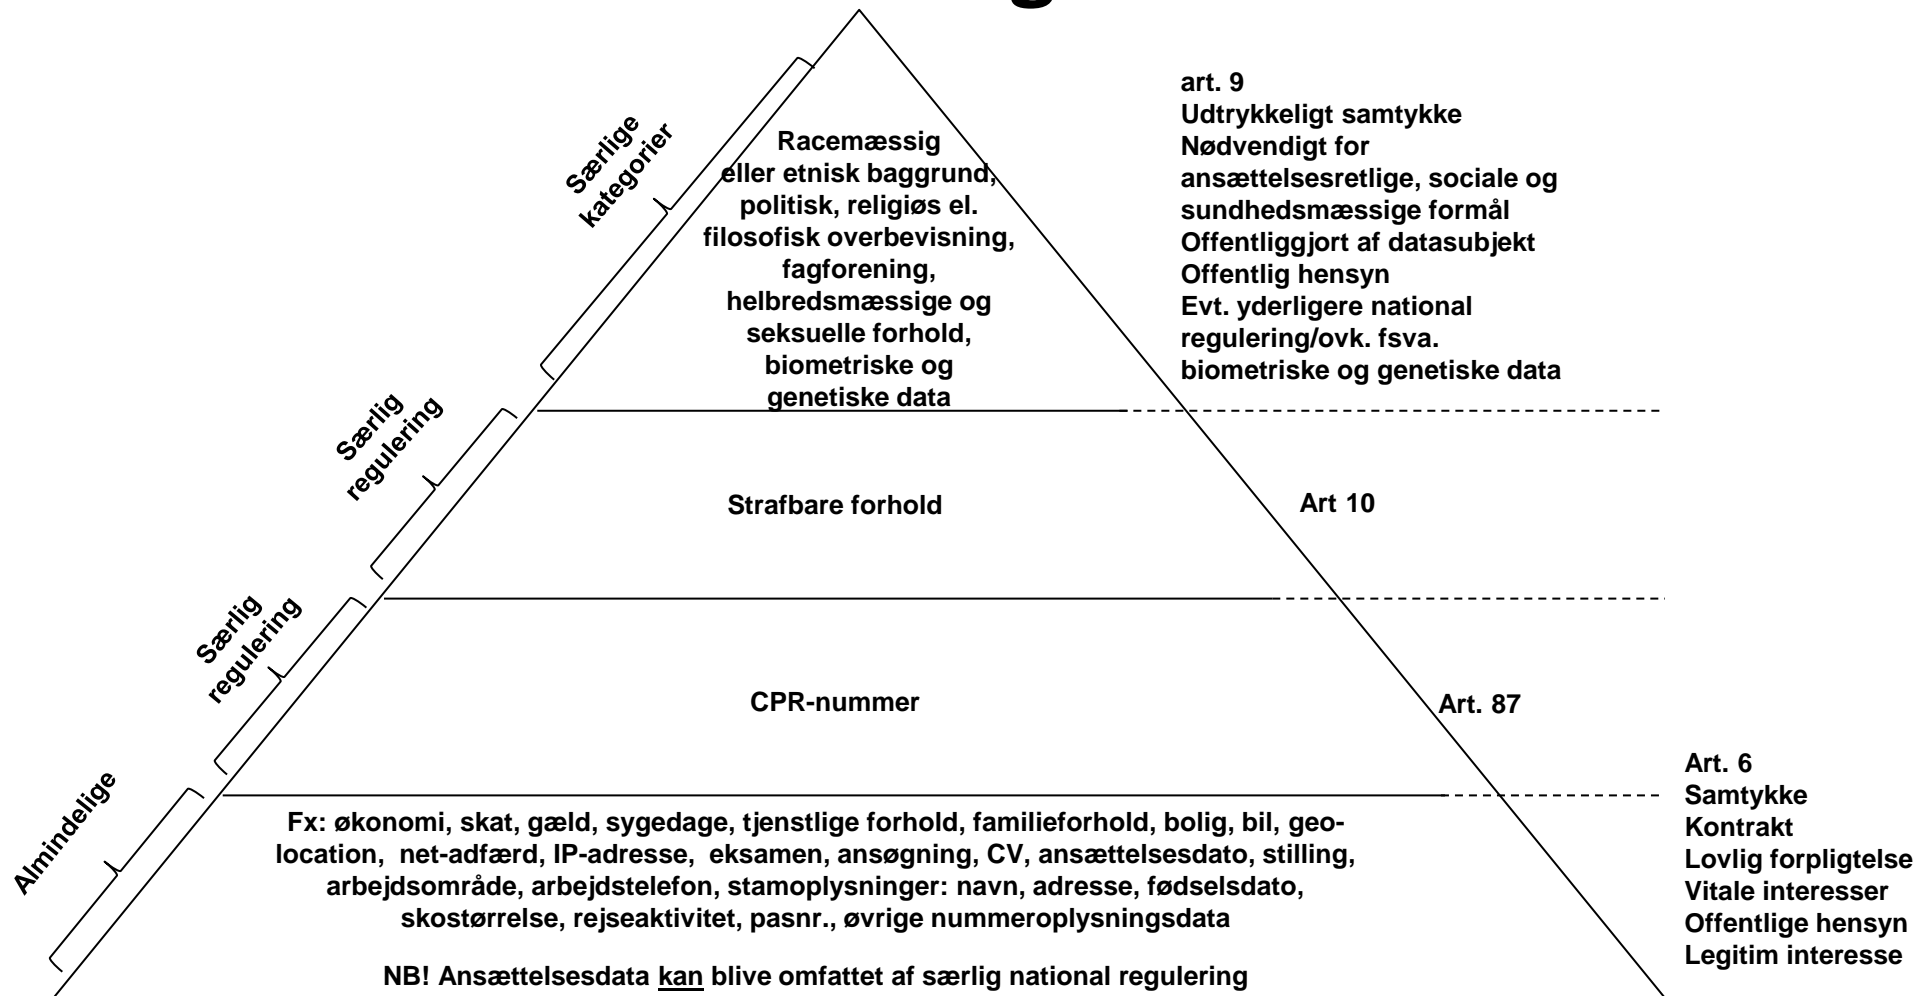 g
Særlige
kategorier
Racemæssig
eller etnisk baggrund,
politisk, religiøs el.
filosofisk overbevisning,
fagforening,
helbredsmæssige og
seksuelle forhold,
biometriske og
genetiske data
art. 9
Udtrykkeligt samtykke
Nødvendigt for
ansættelsesretlige, sociale og
sundhedsmæssige formål
Offentliggjort af datasubjekt
Offentlig hensyn
Evt. yderligere national
regulering/ovk. fsva.
biometriske og genetiske data
Særlig
regulering
Strafbare forhold
Art 10
Særlig
regulering
CPR-nummer
Art. 87
Almindelige
Fx: økonomi, skat, gæld, sygedage, tjenstlige forhold, familieforhold, bolig, bil, geo-
location, net-adfærd, IP-adresse, eksamen, ansøgning, CV, ansættelsesdato, stilling,
arbejdsområde, arbejdstelefon, stamoplysninger: navn, adresse, fødselsdato,
skostørrelse, rejseaktivitet, pasnr., øvrige nummeroplysningsdata
NB! Ansættelsesdata kan blive omfattet af særlig national regulering
Art. 6
Samtykke
Kontrakt
Lovlig forpligtelse
Vitale interesser
Offentlige hensyn
Legitim interesse